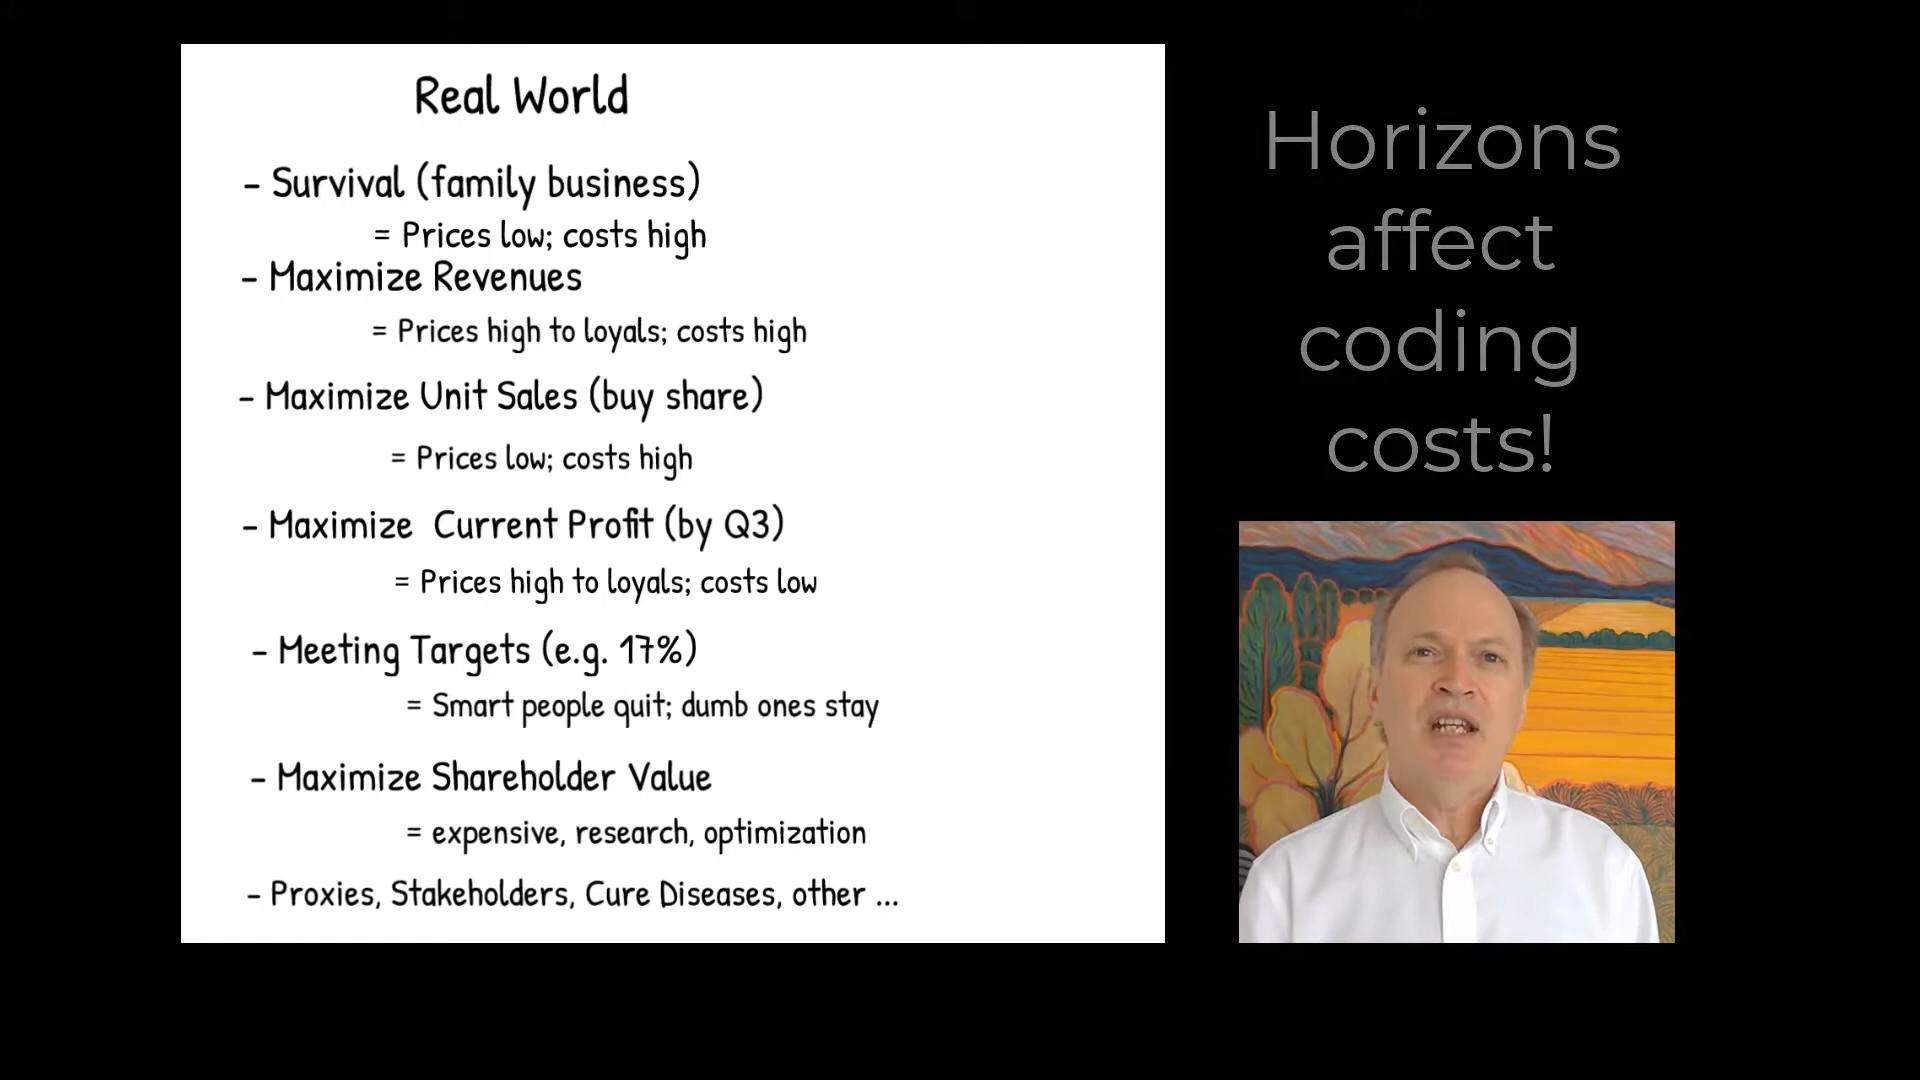 Real World
- Survival (family business)
= Prices low; costs high
- Maximize Revenues
= Prices high to loyals; costs high
- Maximize Unit Sales (buy share)
= Prices low; costs high
- Maximize Current Profit (by Q3)
= Prices high to loyals; costs low
- Meeting Targets (e.g. 17%)
= Smart people quit; dumb ones stay
- Maximize Shareholder Value
= expensive, research, optimization
- Proxies, Stakeholders, Cure Diseases, other ...
Horizons
affect
coding
costs!